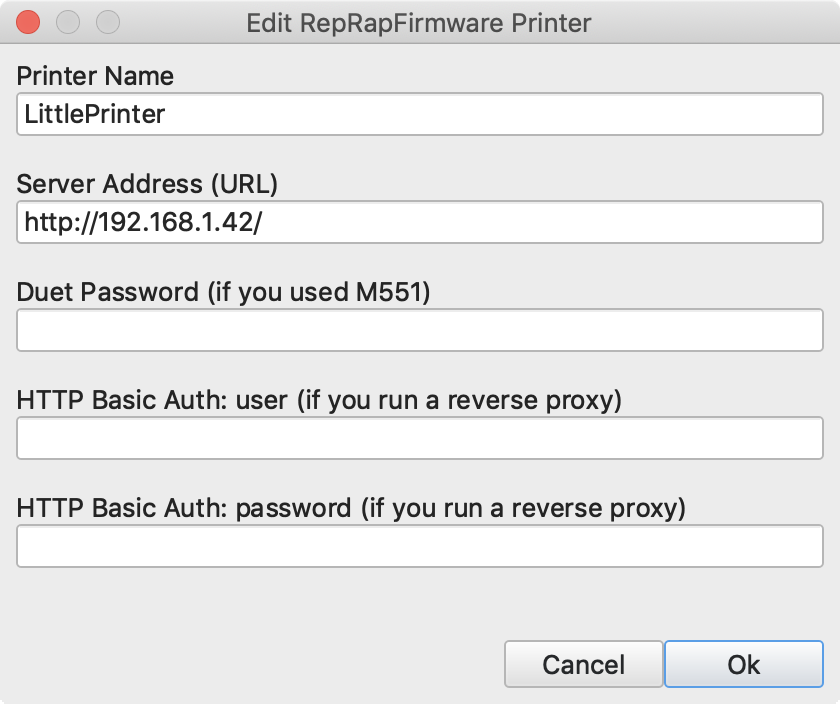 Edit RepRapFirmware Printer
Printer Name
LittlePrinter
Server Address (URL)
http://192.168.1.42/
Duet Password (if you used M551)
HTTP Basic Auth: user (if you run a reverse proxy)
HTTP Basic Auth: password (if you run a reverse proxy)
Cancel Ok